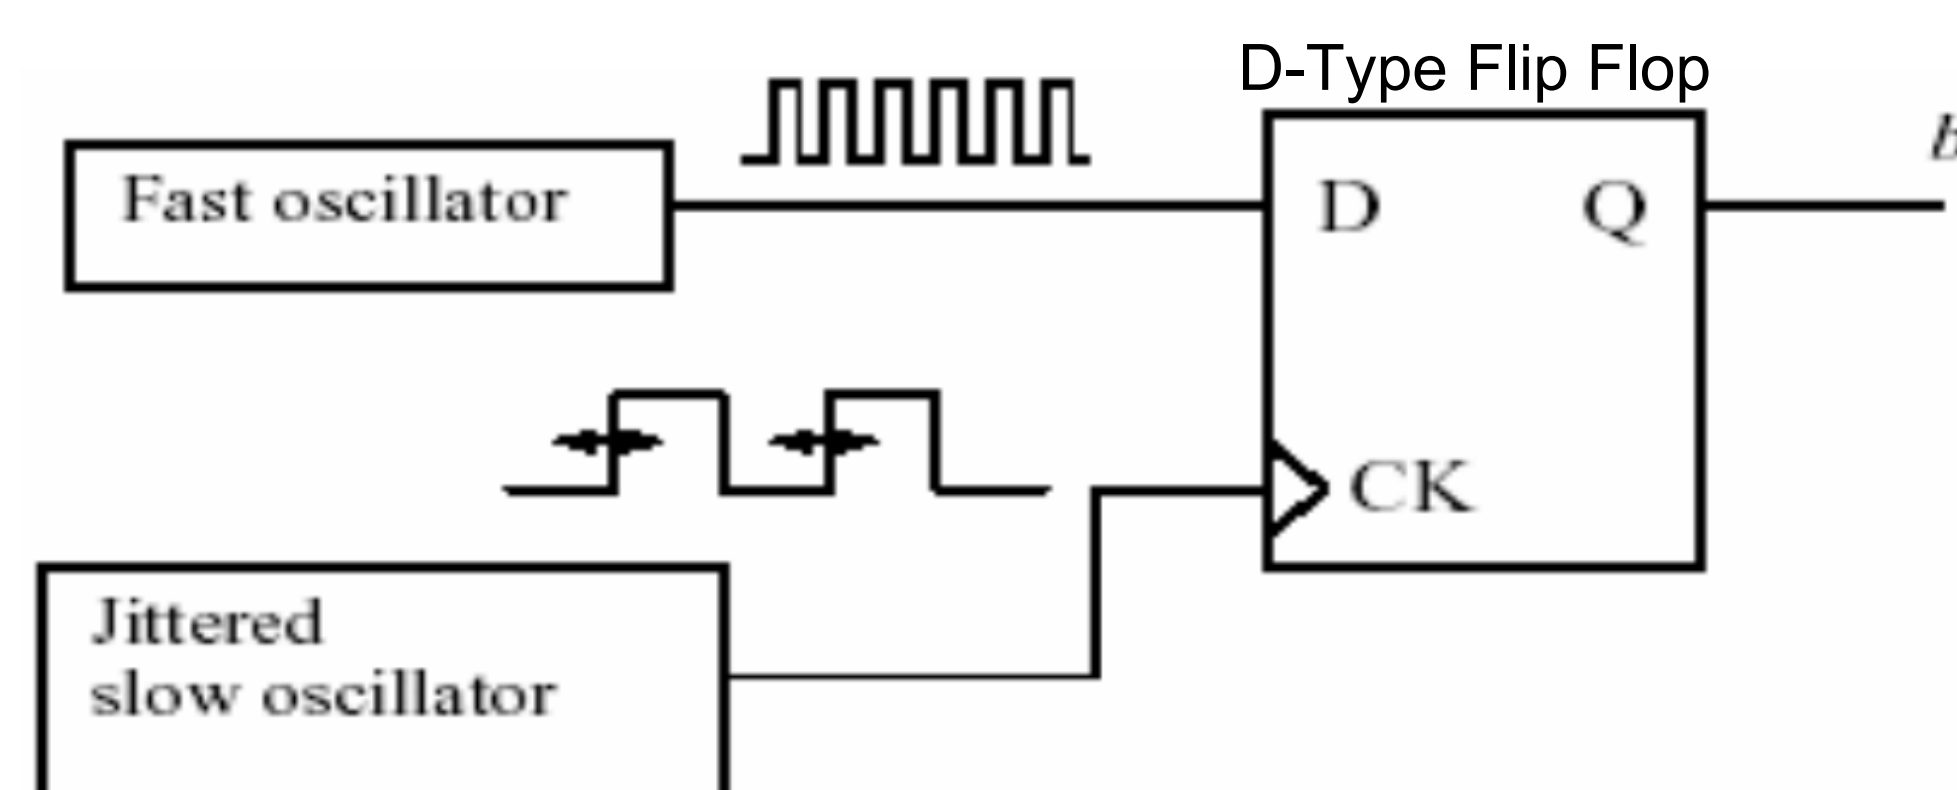 D-Type Flip Flop
Fast oscillator
D
Q
CK
Jittered
slow oscillator